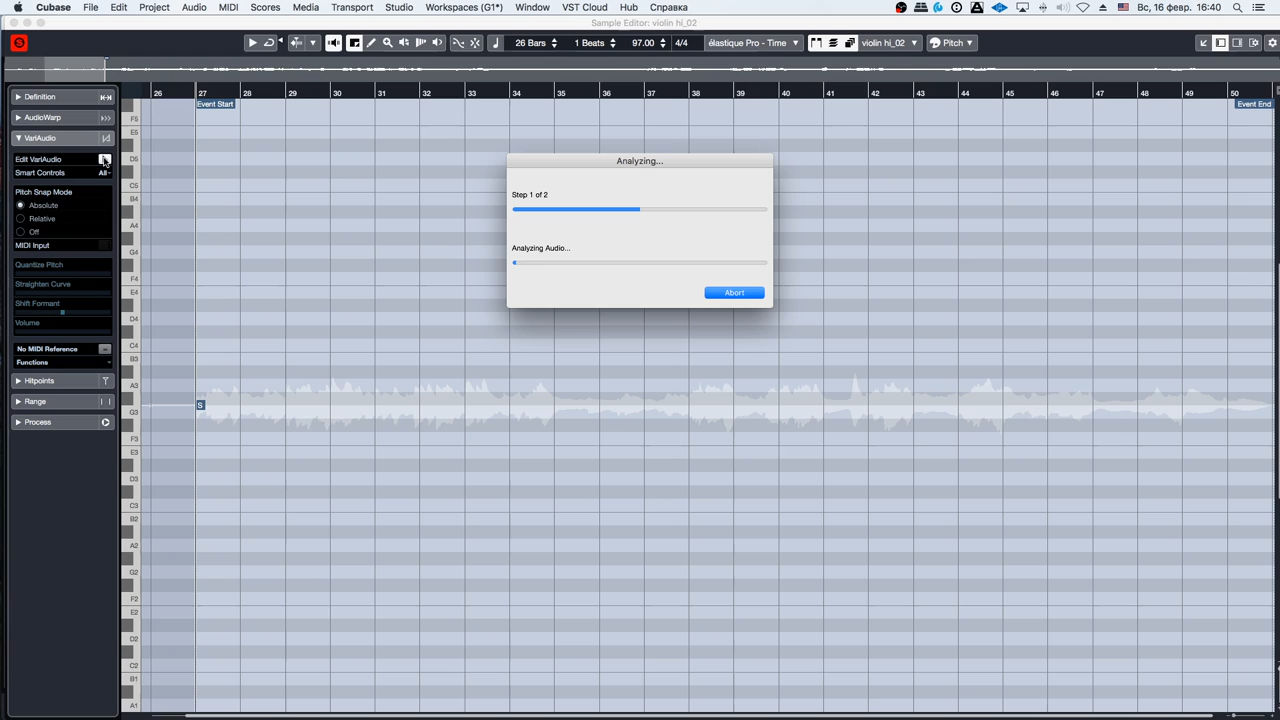 Cubase File Edit Project Audio MIDI Scores Media Transport Studio Workspaces (G1*) Window VST Cloud Hub Справка Вс, 16 февр. 16:40
Sample Editor: violin hi_02
S 26 Bars 1 Beats 97.00 4/4 élastique Pro - Time violin hi_02 Pitch
26 27 28 29 30 31 32 33 34 35 36 37 38 39 40 41 42 43 44 45 46 47 48 49 50
Event Start Event End
Definition
AudioWarp
VariAudio
Edit VariAudio
Smart Controls All
Pitch Snap Mode
Absolute
Relative
Off
MIDI Input
Quantize Pitch
Straighten Curve
Shift Formant
Volume
No MIDI Reference
Functions
Hitpoints
Range
Process
F5
E5
D5
C5
B4
A4
G4
F4
E4
D4
C4
B3
A3
G3
F3
E3
D3
C3
B2
A2
G2
F2
E2
D2
C2
B1
A1
S
Analyzing...
Step 1 of 2
Analyzing Audio...
Abort